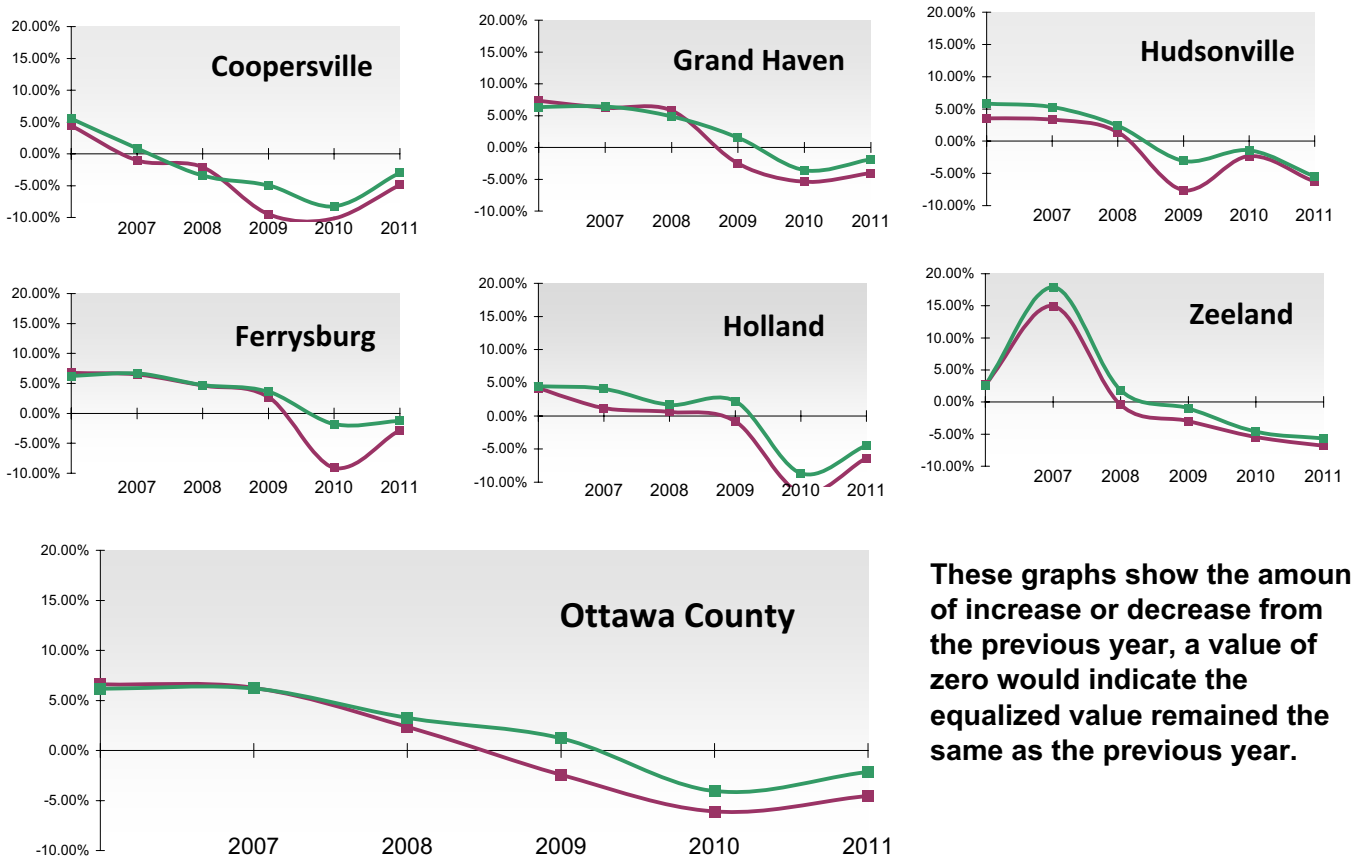 20.00%
15.00%
10.00%
5.00%
0.00%
-5.00%
-10.00%
Coopersville
2007 2008 2009 2010 2011
20.00%
15.00%
10.00%
5.00%
0.00%
-5.00%
-10.00%
Grand Haven
2007 2008 2009 2010 2011
20.00%
15.00%
10.00%
5.00%
0.00%
-5.00%
-10.00%
Hudsonville
2007 2008 2009 2010 2011
20.00%
15.00%
10.00%
5.00%
0.00%
-5.00%
-10.00%
Ferrysburg
2007 2008 2009 2010 2011
20.00%
15.00%
10.00%
5.00%
0.00%
-5.00%
-10.00%
Holland
2007 2008 2009 2010 2011
20.00%
15.00%
10.00%
5.00%
0.00%
-5.00%
-10.00%
Zeeland
2007 2008 2009 2010 2011
20.00%
15.00%
10.00%
5.00%
0.00%
-5.00%
-10.00%
Ottawa County
2007 2008 2009 2010 2011
These graphs show the amoun
of increase or decrease from
the previous year, a value of
zero would indicate the
equalized value remained the
same as the previous year.